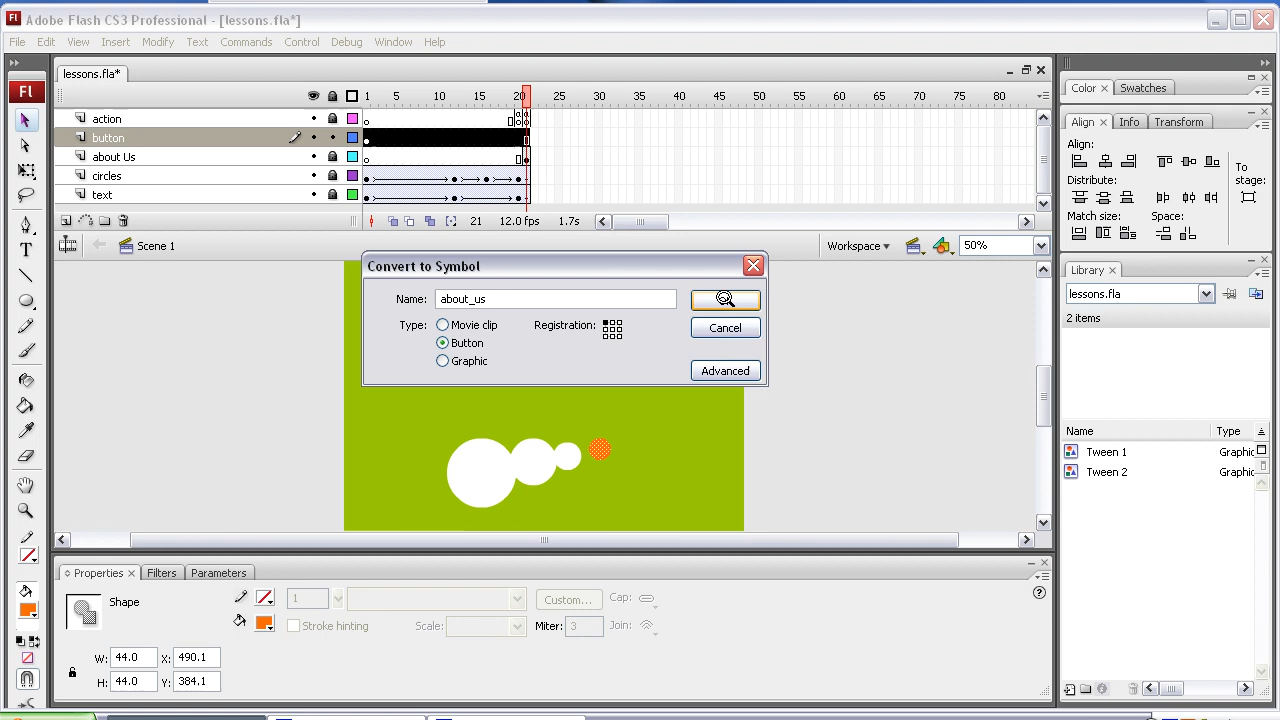 Fl Adobe Flash CS3 Professional - [lessons.fla*]
File Edit View Insert Modify Text Commands Control Debug Window Help
lessons.fla*
1 5 10 15 20 25 30 35 40 45 50 55 60 65 70 75 80
action
button
about Us
circles
text
21 12.0 fps 1.7s
Scene 1
Workspace
50%
Convert to Symbol
Name: about_us
Type: Movie clip
Button
Graphic
Registration:
Cancel
Advanced
Properties Filters Parameters
Shape
1
Custom...
Cap:
Stroke hinting
Scale:
Miter: 3
Join:
W: 44.0 X: 490.1
H: 44.0 Y: 384.1
Fl
Color Swatches
Align Info Transform
Align:
Distribute:
Match size:
Space:
To
stage:
Library
lessons.fla
2 items
Name Type
Tween 1 Graphic
Tween 2 Graphic